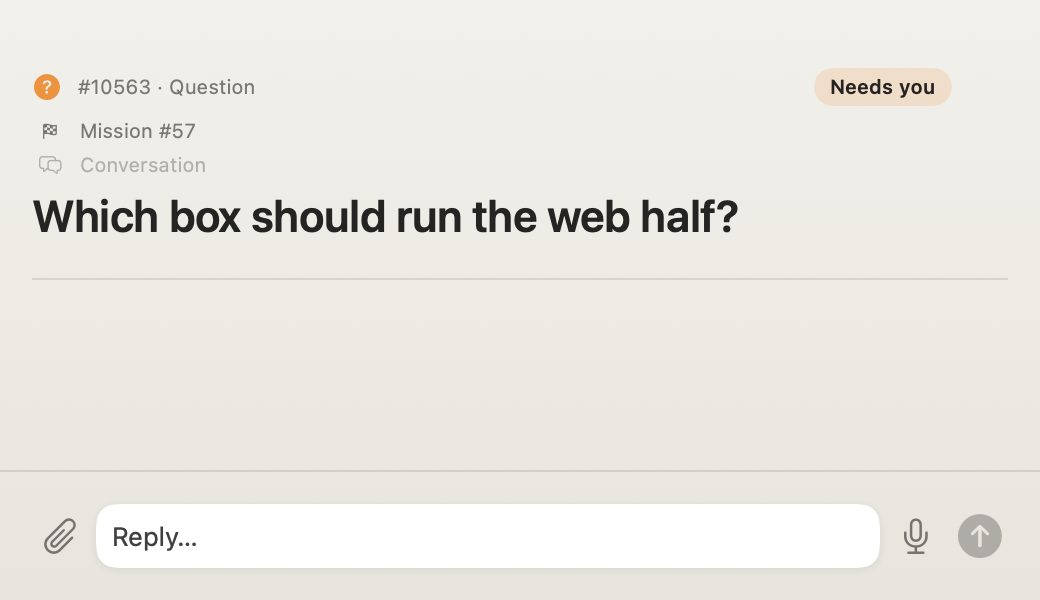 #10563 · Question
Needs you
Mission #57
Conversation
Which box should run the web half?
Reply...